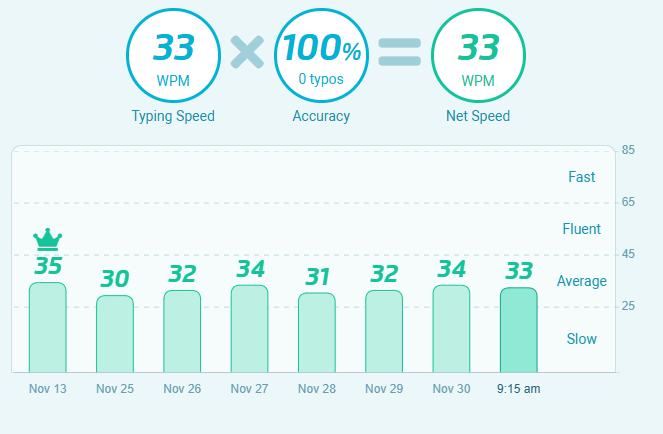 33 100% 33
WPM 0 typos WPM
Typing Speed Accuracy Net Speed
85
Fast
65
Fluent
45
35 30 32 34 31 32 34 33
Average
25
Slow
Nov 13 Nov 25 Nov 26 Nov 27 Nov 28 Nov 29 Nov 30 9:15 am